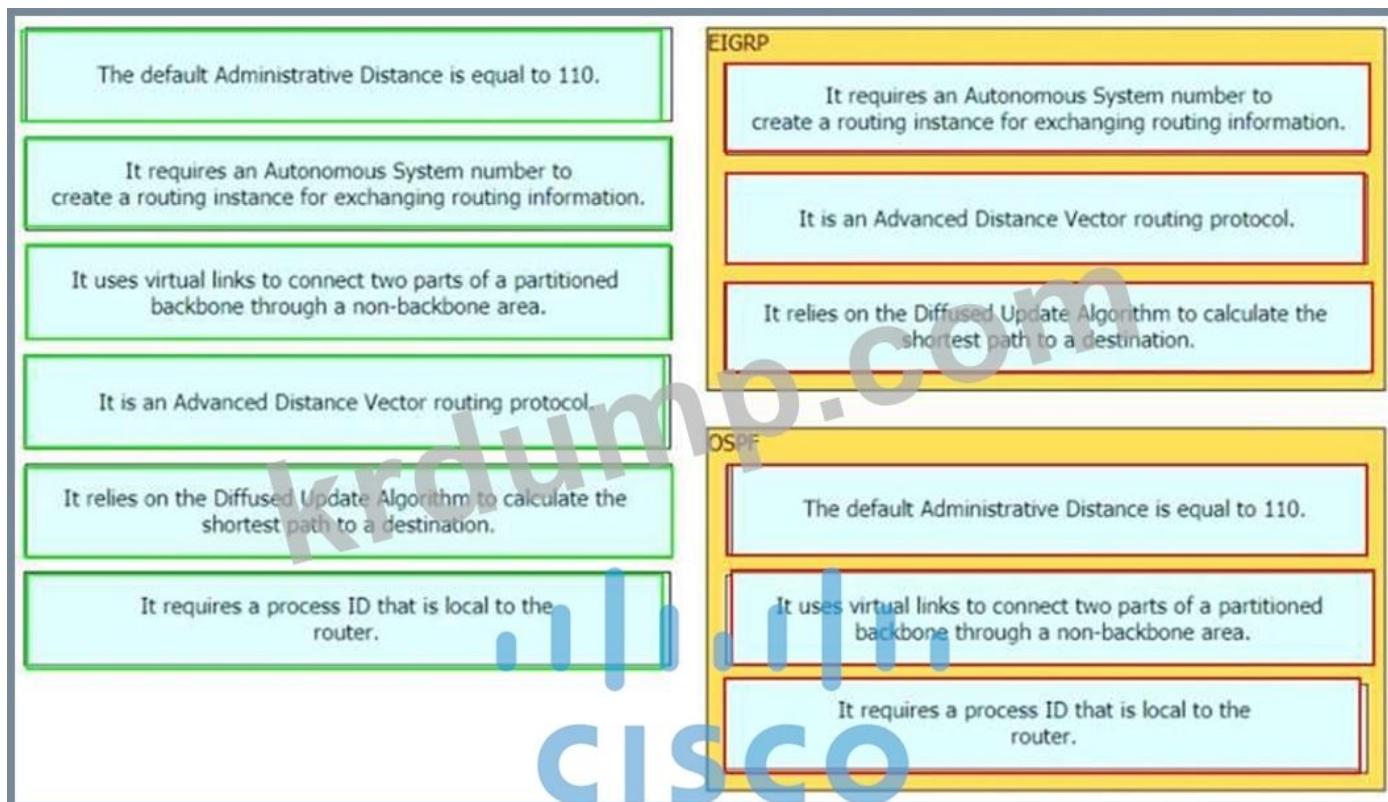 The default Administrative Distance is equal to 110.
It requires an Autonomous System number to
create a routing instance for exchanging routing information.
It uses virtual links to connect two parts of a partitioned
backbone through a non-backbone area.
It is an Advanced Distance Vector routing protocol.
It relies on the Diffused Update Algorithm to calculate the
shortest path to a destination.
It requires a process ID that is local to the
router.
EIGRP
It requires an Autonomous System number to
create a routing instance for exchanging routing information.
It is an Advanced Distance Vector routing protocol.
It relies on the Diffused Update Algorithm to calculate the
shortest path to a destination.
OSPF
The default Administrative Distance is equal to 110.
It uses virtual links to connect two parts of a partitioned
backbone through a non-backbone area.
It requires a process ID that is local to the
router.
krdump.com
CISCO